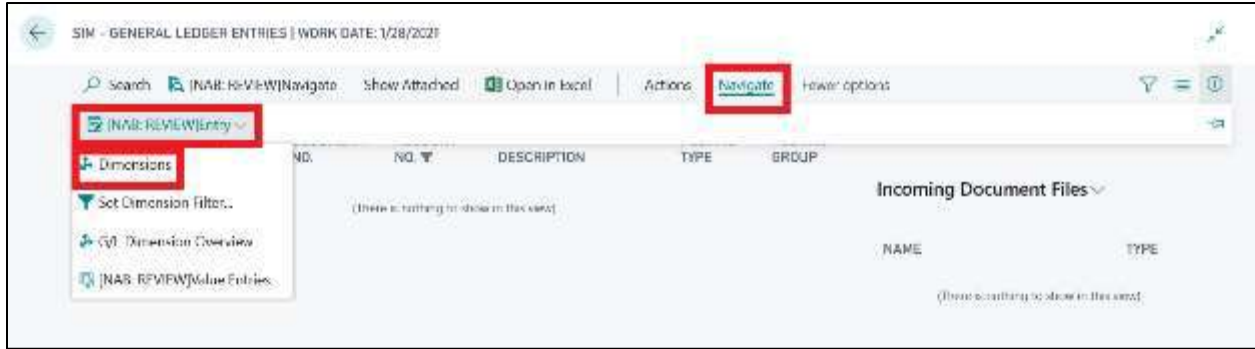 SIM - GENERAL LEDGER ENTRIES | WORK DATE: 1/28/2021
Search [NAB: REVIEW]Navigate Show Attached Open in Excel Actions Navigate Fewer options
[NAB: REVIEW]Entry
Dimensions NO. NO. DESCRIPTION TYPE GROUP
Incoming Document Files
Set Dimension Filter... (There is nothing to show in this view)
G/L Dimension Overview
NAME TYPE
[NAB: REVIEW]Value Entries
(There is nothing to show in this view)